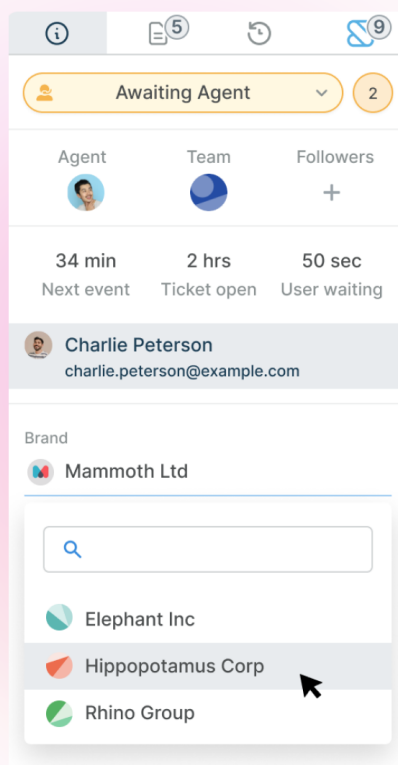 5
9
Awaiting Agent
2
Agent Team Followers
34 min 2 hrs 50 sec
Next event Ticket open User waiting
Charlie Peterson
charlie.peterson@example.com
Brand
Mammoth Ltd
Elephant Inc
Hippopotamus Corp
Rhino Group